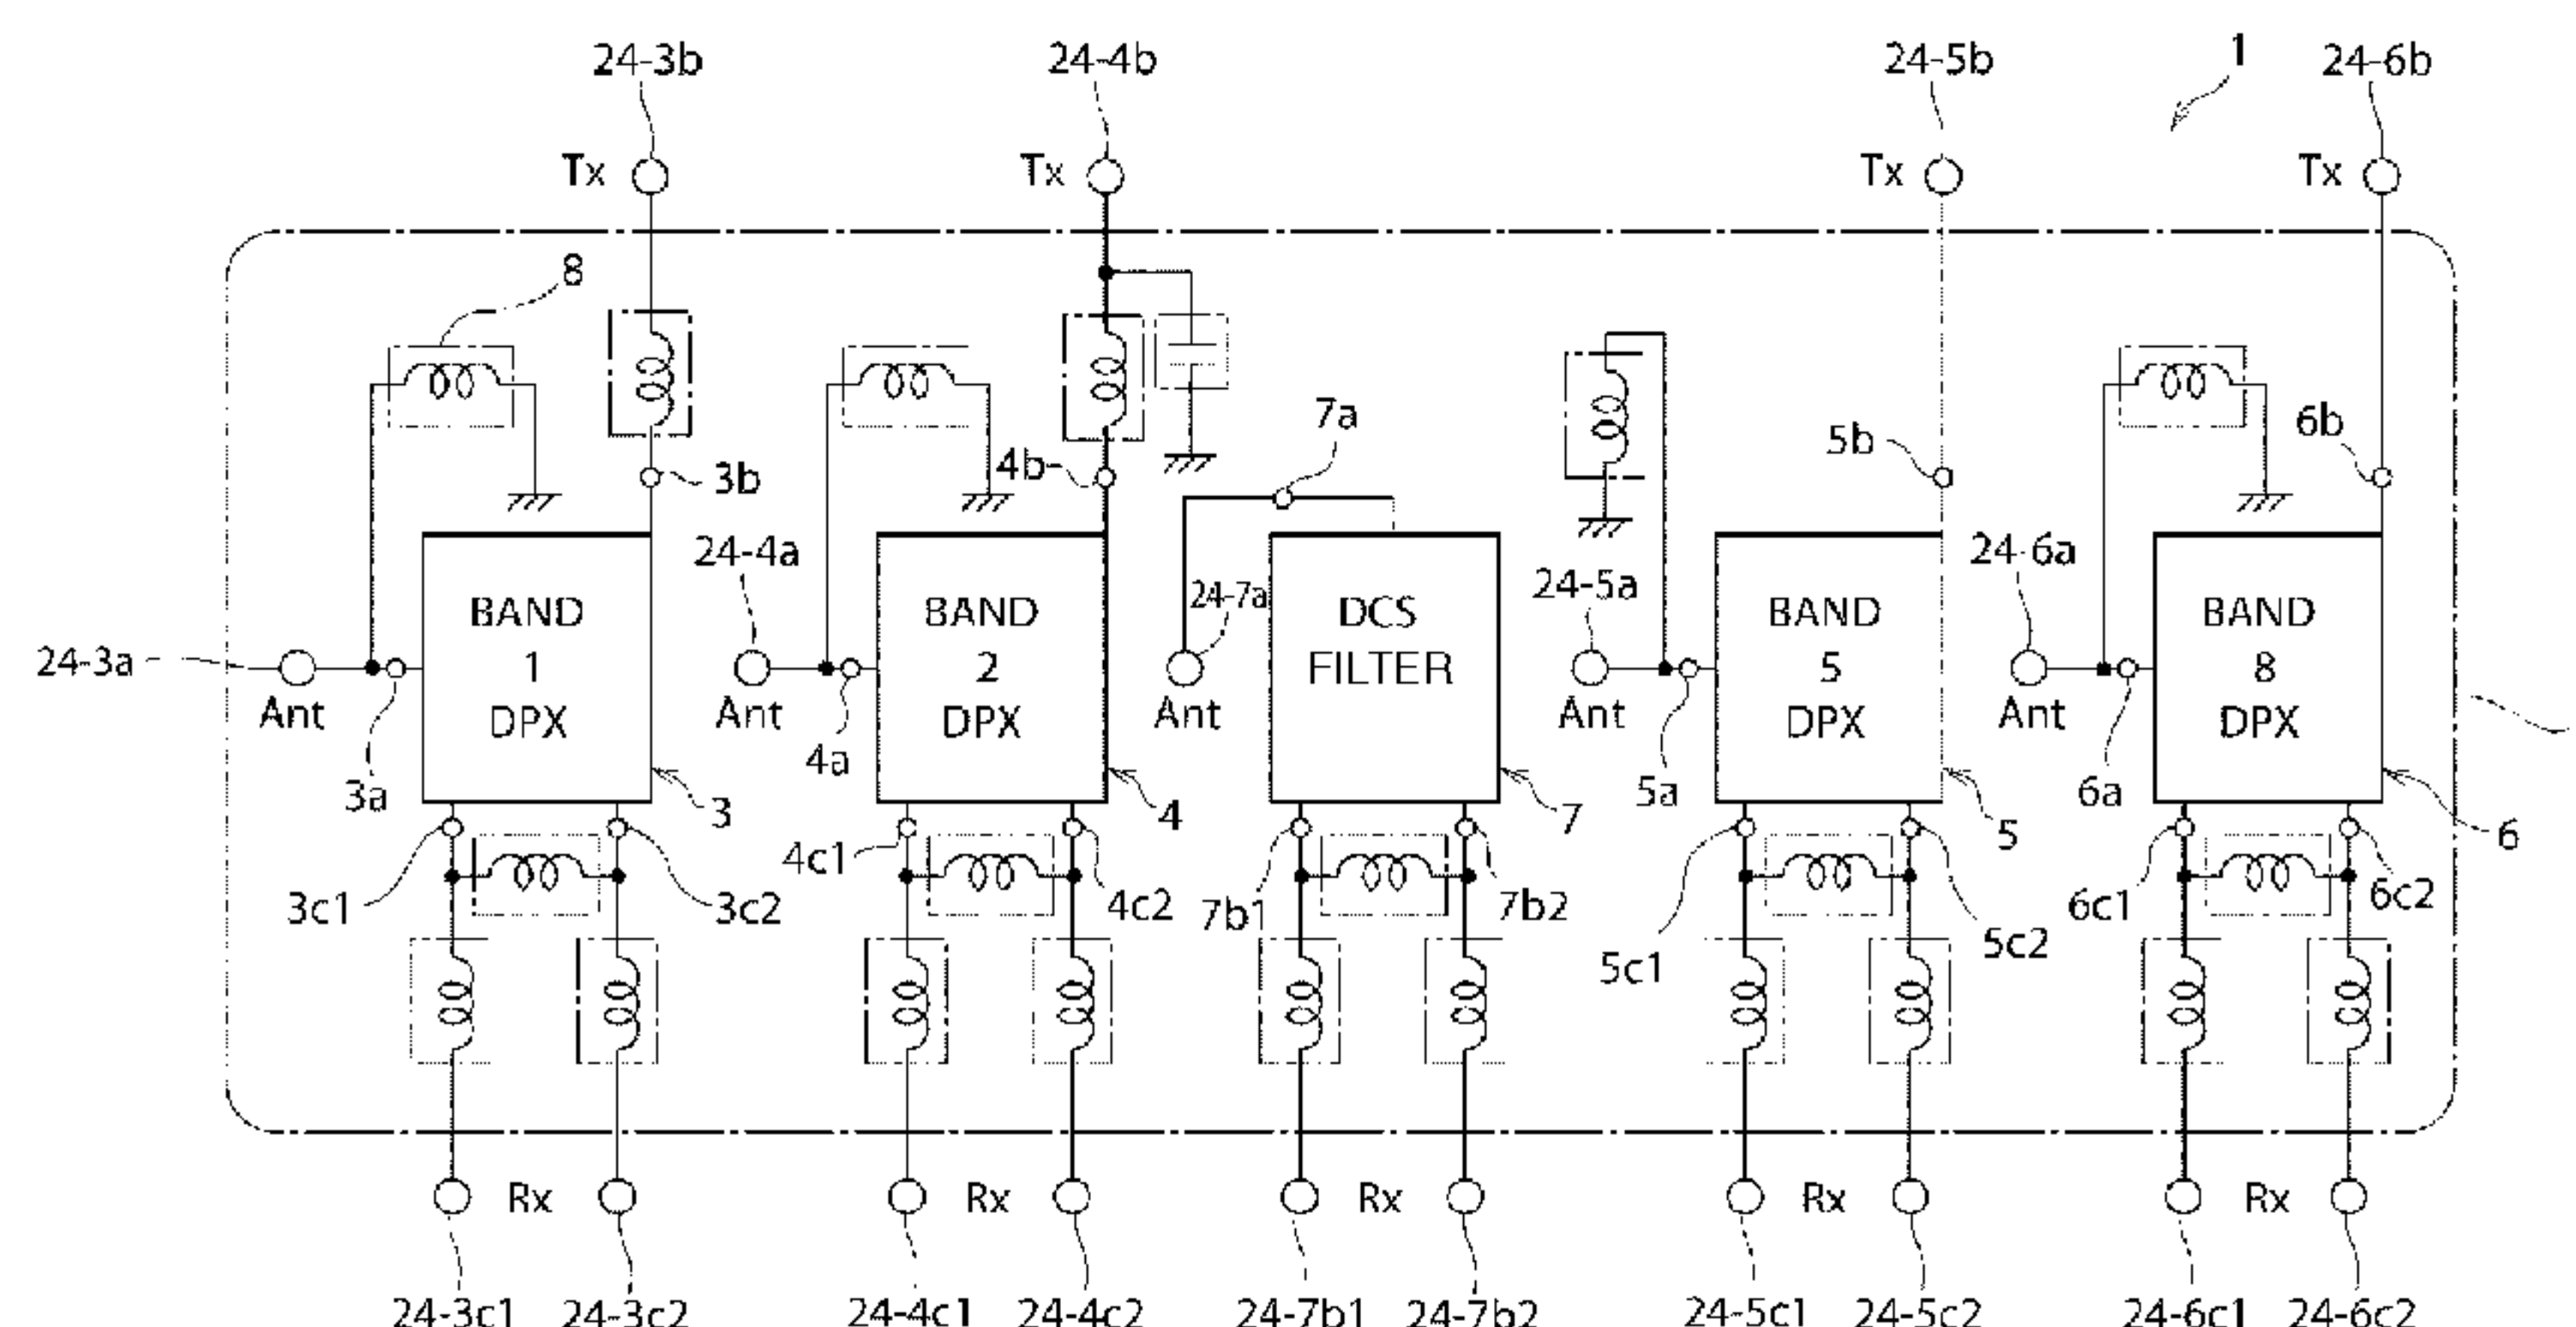 24-3b 24-4b 24-5b 1 24-6b
Tx Tx Tx Tx
8
7a
3b 4b 5b 6b
24-4a 24-7a 24-5a 24-6a
BAND
1
DPX
BAND
2
DPX
DCS
FILTER
BAND
5
DPX
BAND
8
DPX
24-3a
Ant Ant Ant Ant Ant
3a 4a 5a 6a
3 4 7 5 6
3c1 3c2 4c1 4c2 7b1 7b2 5c1 5c2 6c1 6c2
Rx Rx Rx Rx Rx
24-3c1 24-3c2 24-4c1 24-4c2 24-7b1 24-7b2 24-5c1 24-5c2 24-6c1 24-6c2